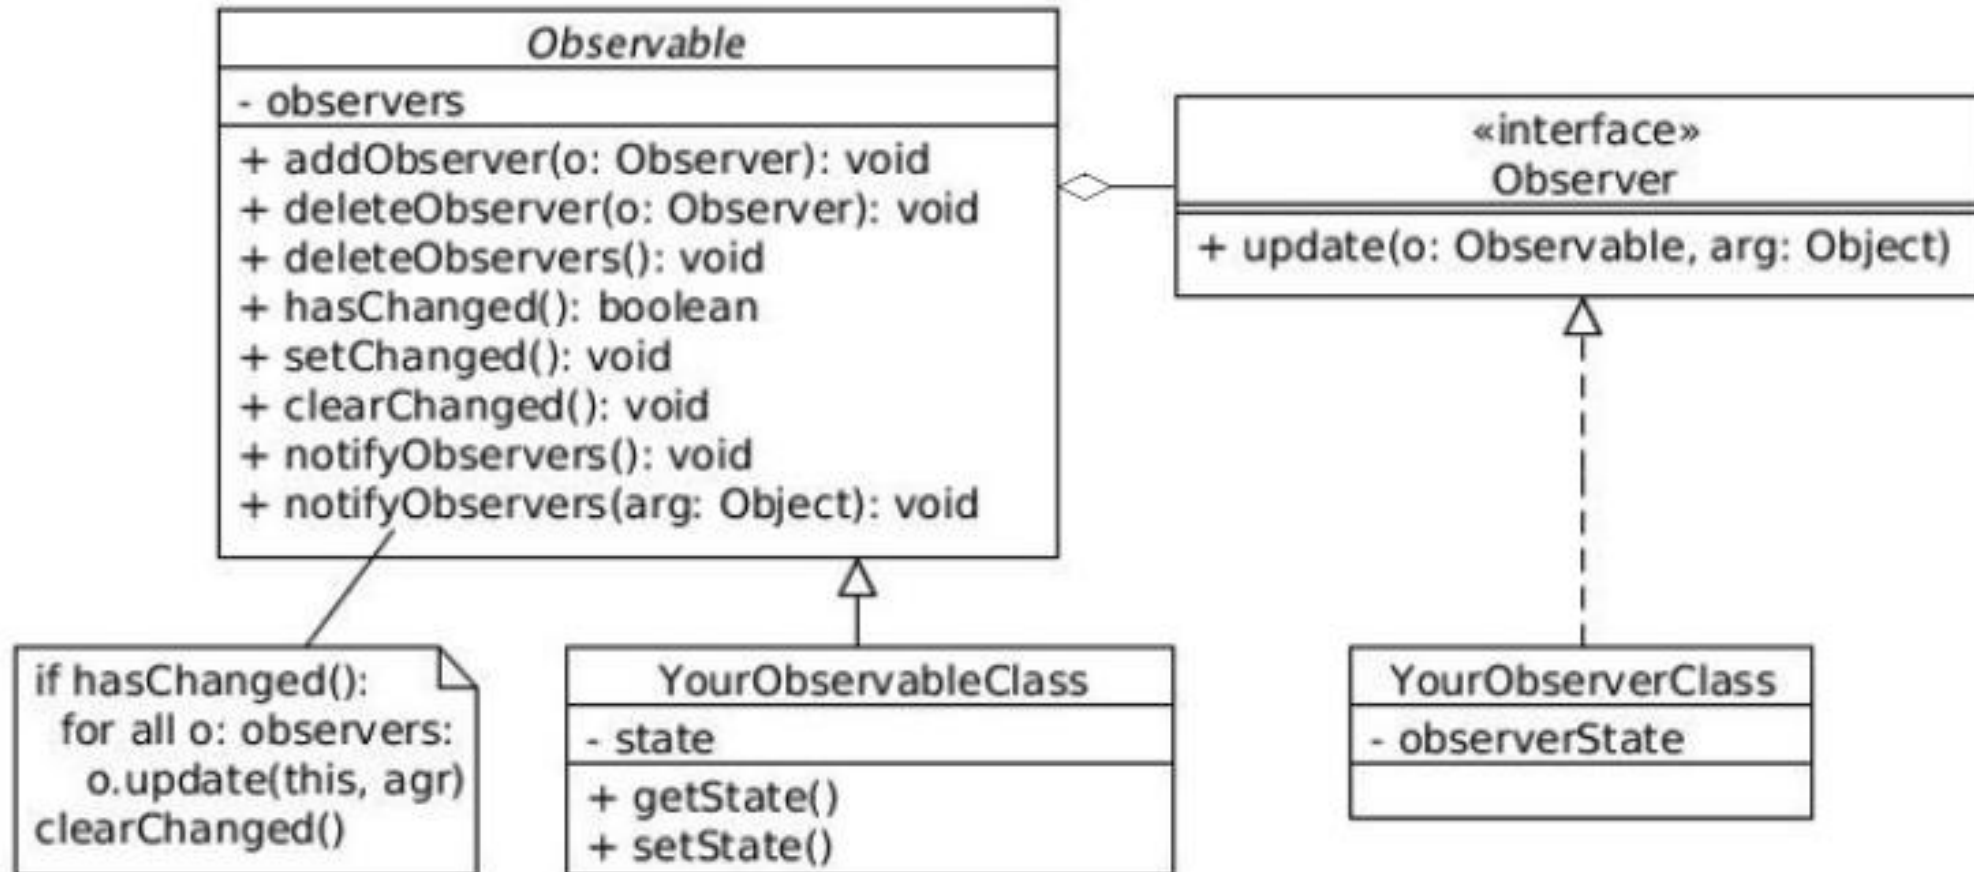 Observable
- observers
+ addObserver(o: Observer): void
+ deleteObserver(o: Observer): void
+ deleteObservers(): void
+ hasChanged(): boolean
+ setChanged(): void
+ clearChanged(): void
+ notifyObservers(): void
+ notifyObservers(arg: Object): void
«interface»
Observer
+ update(o: Observable, arg: Object)
if hasChanged():
for all o: observers:
o.update(this, agr)
clearChanged()
YourObservableClass
- state
+ getState()
+ setState()
YourObserverClass
- observerState